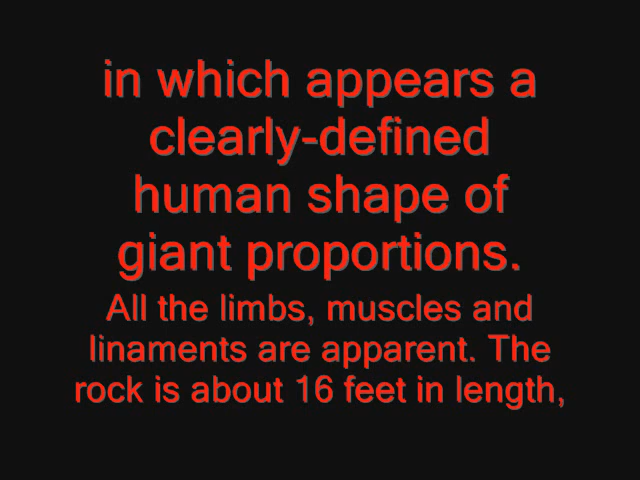 in which appears a
clearly-defined
human shape of
giant proportions.
All the limbs, muscles and
linaments are apparent. The
rock is about 16 feet in length,